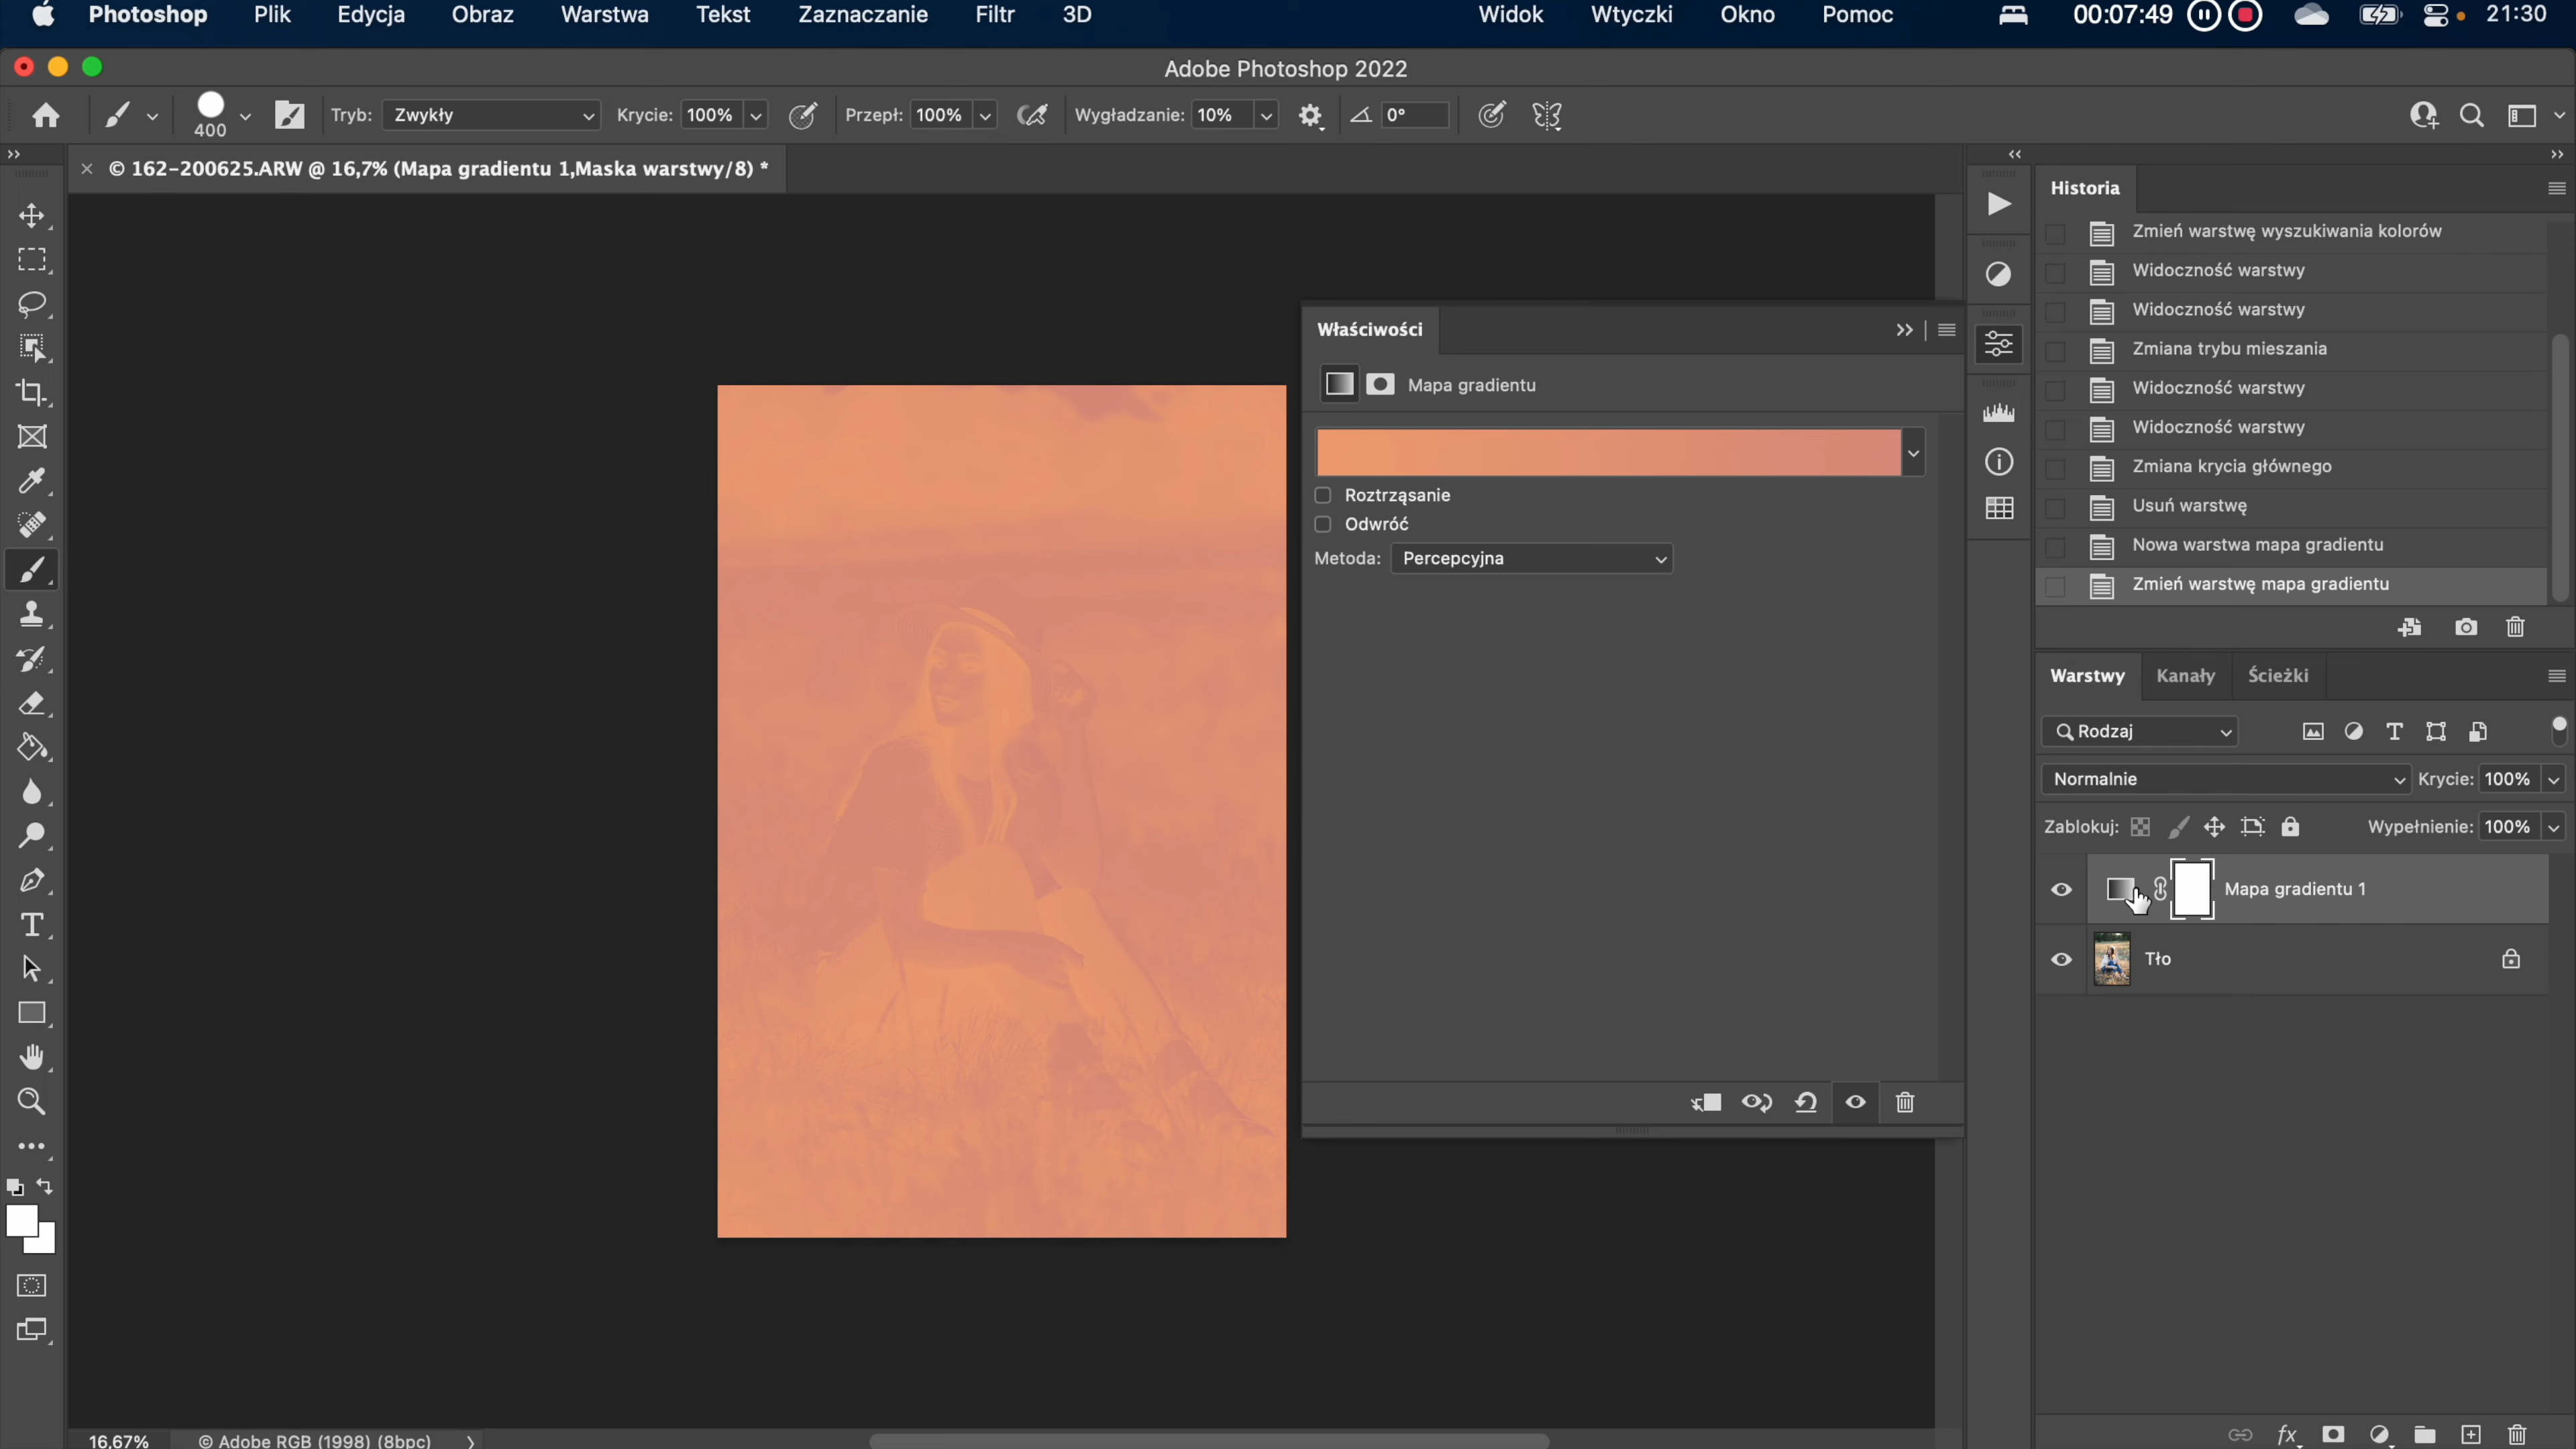 Photoshop Plik Edycja Obraz Warstwa Tekst Zaznaczanie Filtr 3D Widok Wtyczki Okno Pomoc 00:07:49 21:30
Adobe Photoshop 2022
400 Tryb: Zwykły Krycie: 100% Przepł: 100% Wygładzanie: 10% 0°
© 162-200625.ARW @ 16,7% (Mapa gradientu 1,Maska warstwy/8) *
Historia
Zmień warstwę wyszukiwania kolorów
Widoczność warstwy
Widoczność warstwy
Zmiana trybu mieszania
Widoczność warstwy
Widoczność warstwy
Zmiana krycia głównego
Usuń warstwę
Nowa warstwa mapa gradientu
Zmień warstwę mapa gradientu
Właściwości
Mapa gradientu
Roztrząsanie
Odwróć
Metoda: Percepcyjna
Warstwy Kanały Ścieżki
Rodzaj
Normalnie Krycie: 100%
Zablokuj: Wypełnienie: 100%
Mapa gradientu 1
Tło
16,67% © Adobe RGB (1998) (8bpc)